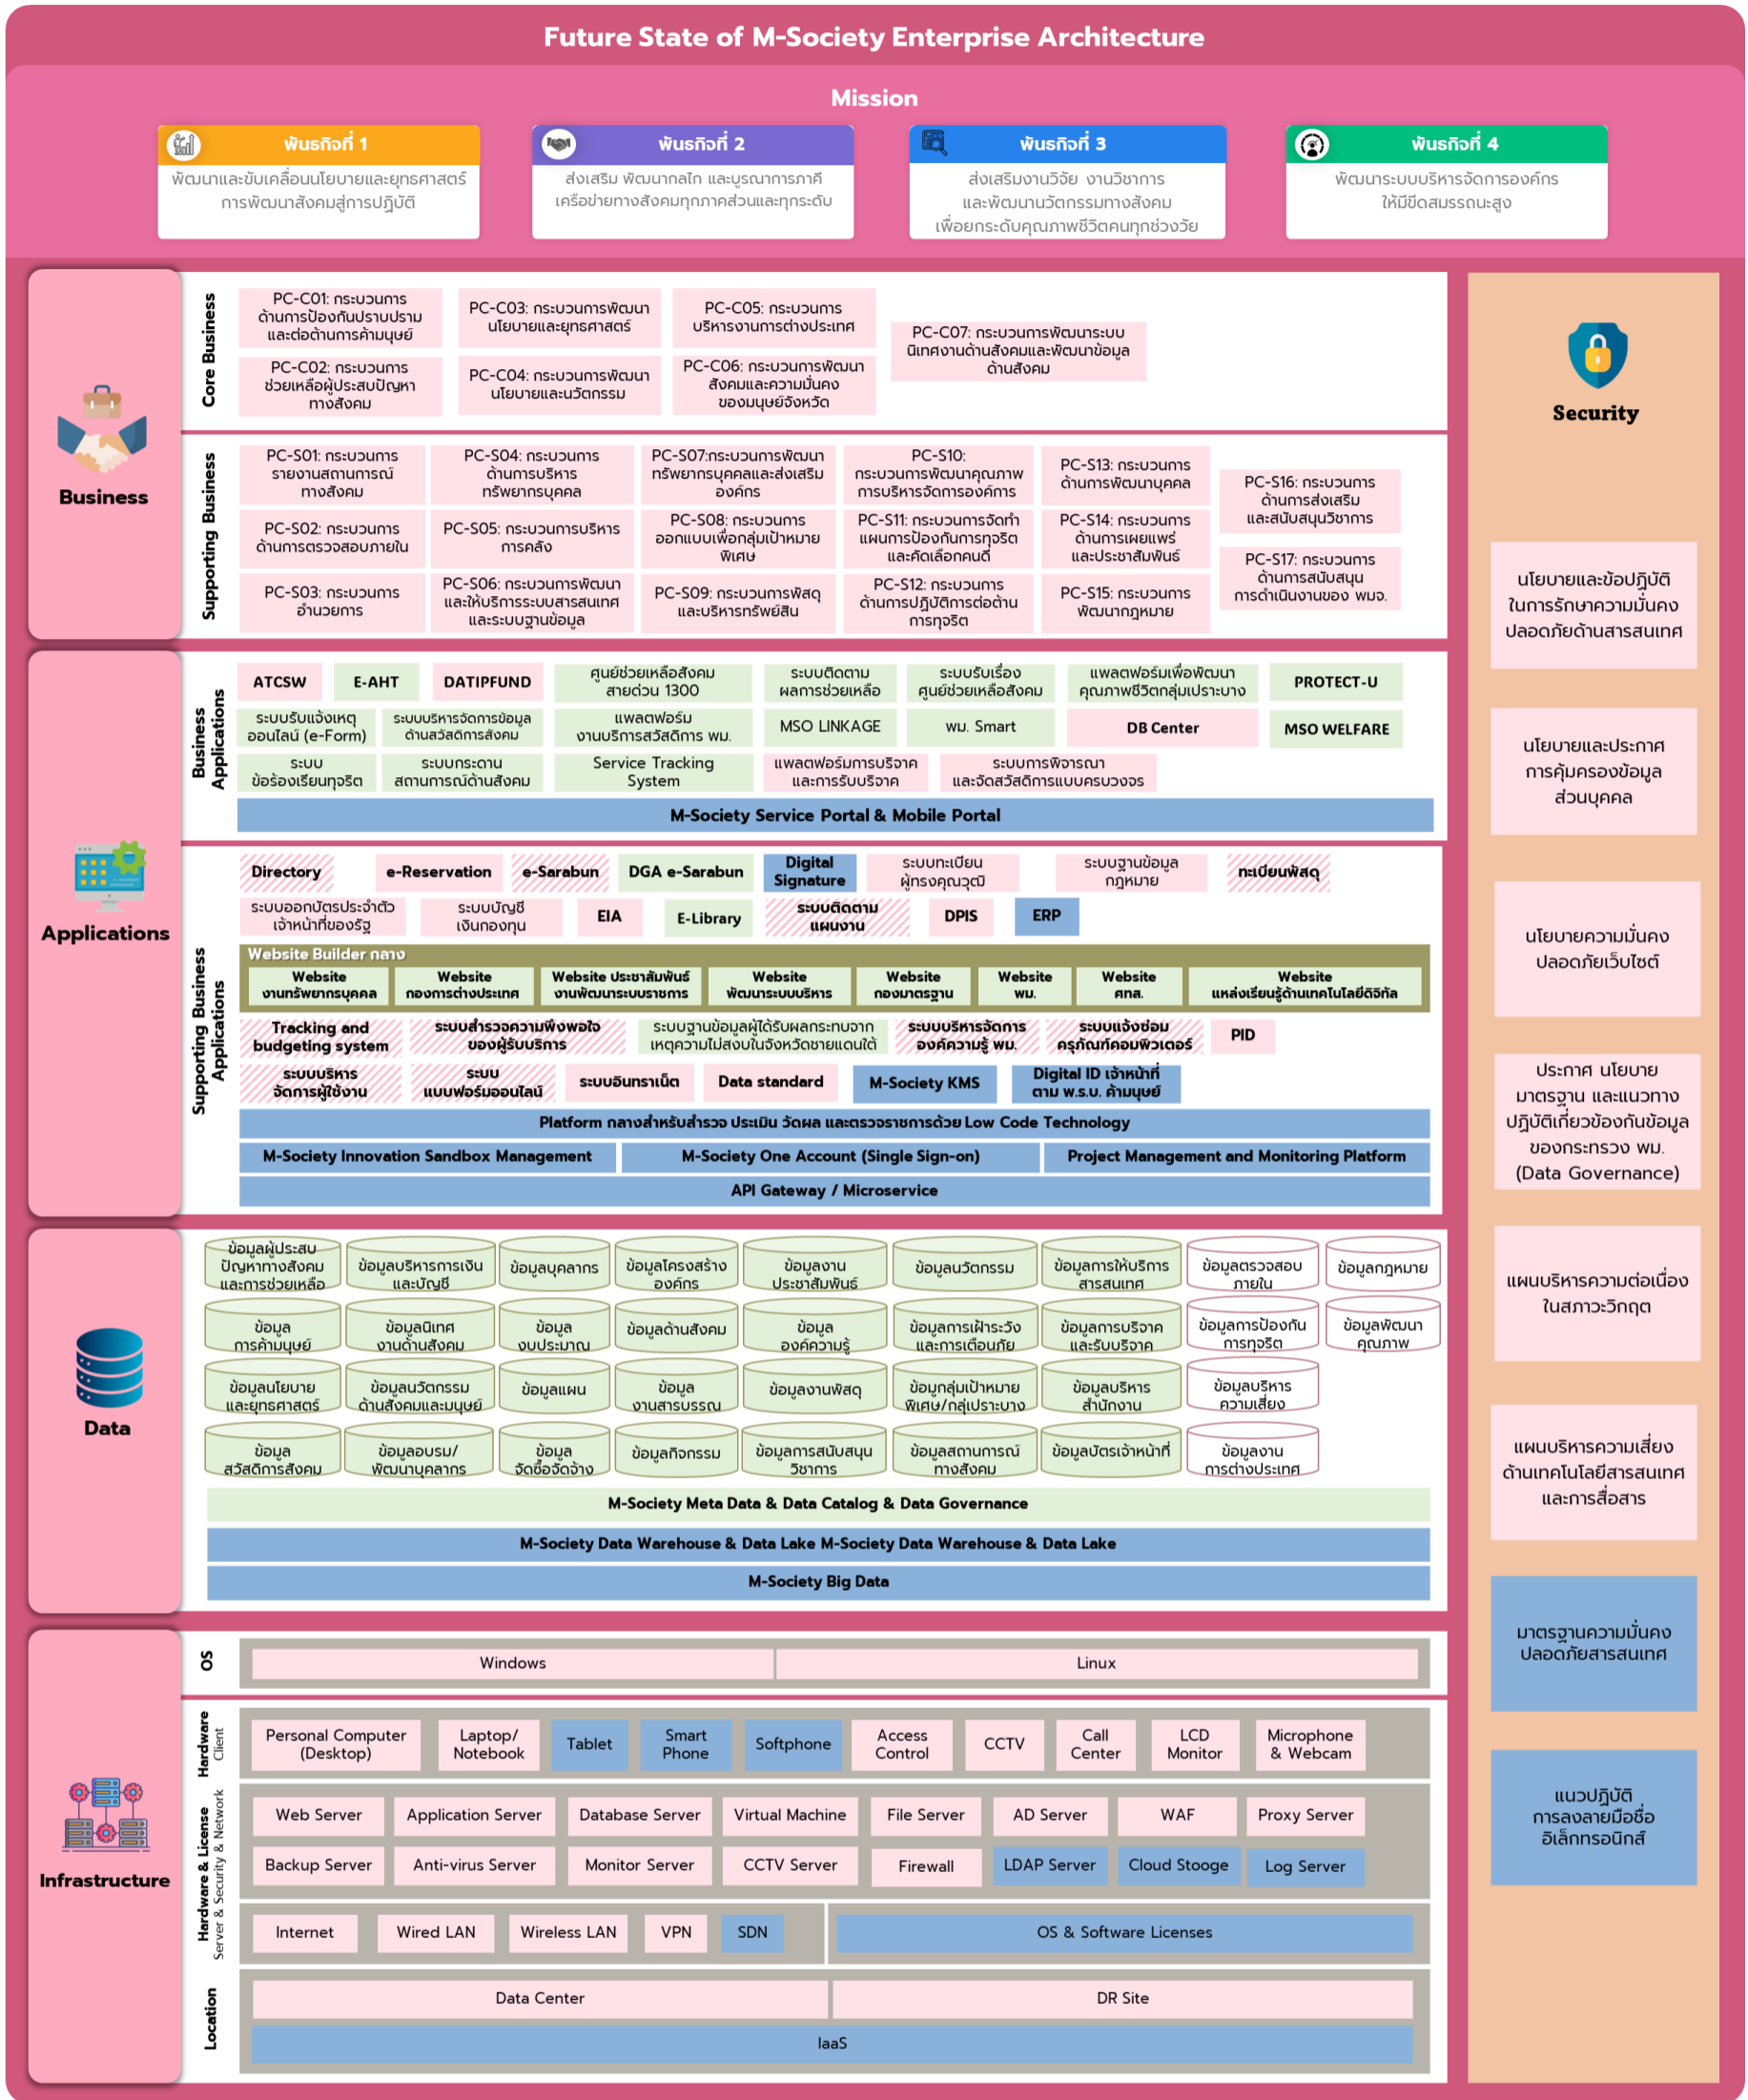 Future State of M-Society Enterprise Architecture
Mission
พันธกิจที่ 1
พัฒนาและขับเคลื่อนนโยบายและยุทธศาสตร์
การพัฒนาสังคมสู่การปฏิบัติ
พันธกิจที่ 2
ส่งเสริม พัฒนากลไก และบูรณาการภาคี
เครือข่ายทางสังคมทุกภาคส่วนและทุกระดับ
พันธกิจที่ 3
ส่งเสริมงานวิจัย งานวิชาการ
และพัฒนานวัตกรรมทางสังคม
เพื่อยกระดับคุณภาพชีวิตคนทุกช่วงวัย
พันธกิจที่ 4
พัฒนาระบบบริหารจัดการองค์กร
ให้มีขีดสมรรถนะสูง
Business
Core Business
PC-C01: กระบวนการ
ด้านการป้องกันปราบปราม
และต่อต้านการค้ามนุษย์
PC-C03: กระบวนการพัฒนา
นโยบายและยุทธศาสตร์
PC-C05: กระบวนการ
บริหารงานการต่างประเทศ
PC-C07: กระบวนการพัฒนาระบบ
นิเทศงานด้านสังคมและพัฒนาข้อมูล
ด้านสังคม
PC-C02: กระบวนการ
ช่วยเหลือผู้ประสบปัญหา
ทางสังคม
PC-C04: กระบวนการพัฒนา
นโยบายและนวัตกรรม
PC-C06: กระบวนการพัฒนา
สังคมและความมั่นคง
ของมนุษย์จังหวัด
Supporting Business
PC-S01: กระบวนการ
รายงานสถานการณ์
ทางสังคม
PC-S04: กระบวนการ
ด้านการบริหาร
ทรัพยากรบุคคล
PC-S07:กระบวนการพัฒนา
ทรัพยากรบุคคลและส่งเสริม
องค์กร
PC-S10:
กระบวนการพัฒนาคุณภาพ
การบริหารจัดการองค์การ
PC-S13: กระบวนการ
ด้านการพัฒนาบุคคล
PC-S16: กระบวนการ
ด้านการส่งเสริม
และสนับสนุนวิชาการ
PC-S02: กระบวนการ
ด้านการตรวจสอบภายใน
PC-S05: กระบวนการบริหาร
การคลัง
PC-S08: กระบวนการ
ออกแบบเพื่อกลุ่มเป้าหมาย
พิเศษ
PC-S11: กระบวนการจัดทำ
แผนการป้องกันการทุจริต
และคัดเลือกคนดี
PC-S14: กระบวนการ
ด้านการเผยแพร่
และประชาสัมพันธ์
PC-S17: กระบวนการ
ด้านการสนับสนุน
การดำเนินงานของ พมจ.
PC-S03: กระบวนการ
อำนวยการ
PC-S06: กระบวนการพัฒนา
และให้บริการระบบสารสนเทศ
และระบบฐานข้อมูล
PC-S09: กระบวนการพัสดุ
และบริหารทรัพย์สิน
PC-S12: กระบวนการ
ด้านการปฏิบัติการต่อต้าน
การทุจริต
PC-S15: กระบวนการ
พัฒนากฎหมาย
Applications
Business
Applications
ATCSW
E-AHT
DATIPFUND
ศูนย์ช่วยเหลือสังคม
สายด่วน 1300
ระบบติดตาม
ผลการช่วยเหลือ
ระบบรับเรื่อง
ศูนย์ช่วยเหลือสังคม
แพลตฟอร์มเพื่อพัฒนา
คุณภาพชีวิตกลุ่มเปราะบาง
PROTECT-U
ระบบรับแจ้งเหตุ
ออนไลน์ (e-Form)
ระบบบริหารจัดการข้อมูล
ด้านสวัสดิการสังคม
แพลตฟอร์ม
งานบริการสวัสดิการ พม.
MSO LINKAGE
พม. Smart
DB Center
MSO WELFARE
ระบบ
ข้อร้องเรียนทุจริต
ระบบกระดาน
สถานการณ์ด้านสังคม
Service Tracking
System
แพลตฟอร์มการบริจาค
และการรับบริจาค
ระบบการพิจารณา
และจัดสวัสดิการแบบครบวงจร
M-Society Service Portal & Mobile Portal
Supporting Business
Applications
Directory
e-Reservation
e-Sarabun
DGA e-Sarabun
Digital
Signature
ระบบทะเบียน
ผู้ทรงคุณวุฒิ
ระบบฐานข้อมูล
กฎหมาย
ทะเบียนพัสดุ
ระบบออกบัตรประจำตัว
เจ้าหน้าที่ของรัฐ
ระบบบัญชี
เงินกองทุน
EIA
E-Library
ระบบติดตาม
แผนงาน
DPIS
ERP
Website Builder กลาง
Website
งานทรัพยากรบุคคล
Website
กองการต่างประเทศ
Website ประชาสัมพันธ์
งานพัฒนาระบบราชการ
Website
พัฒนาระบบบริหาร
Website
กองมาตรฐาน
Website
พม.
Website
ศทส.
Website
แหล่งเรียนรู้ด้านเทคโนโลยีดิจิทัล
Tracking and
budgeting system
ระบบสำรวจความพึงพอใจ
ของผู้รับบริการ
ระบบฐานข้อมูลผู้ได้รับผลกระทบจาก
เหตุความไม่สงบในจังหวัดชายแดนใต้
ระบบบริหารจัดการ
องค์ความรู้ พม.
ระบบแจ้งซ่อม
ครุภัณฑ์คอมพิวเตอร์
PID
ระบบบริหาร
จัดการผู้ใช้งาน
ระบบ
แบบฟอร์มออนไลน์
ระบบอินทราเน็ต
Data standard
M-Society KMS
Digital ID เจ้าหน้าที่
ตาม พ.ร.บ. ค้ามนุษย์
Platform กลางสำหรับสำรวจ ประเมิน วัดผล และตรวจราชการด้วย Low Code Technology
M-Society Innovation Sandbox Management
M-Society One Account (Single Sign-on)
Project Management and Monitoring Platform
API Gateway / Microservice
Data
ข้อมูลผู้ประสบ
ปัญหาทางสังคม
และการช่วยเหลือ
ข้อมูลบริหารการเงิน
และบัญชี
ข้อมูลบุคลากร
ข้อมูลโครงสร้าง
องค์กร
ข้อมูลงาน
ประชาสัมพันธ์
ข้อมูลนวัตกรรม
ข้อมูลการให้บริการ
สารสนเทศ
ข้อมูลตรวจสอบ
ภายใน
ข้อมูลกฎหมาย
ข้อมูล
การค้ามนุษย์
ข้อมูลนิเทศ
งานด้านสังคม
ข้อมูล
งบประมาณ
ข้อมูลด้านสังคม
ข้อมูล
องค์ความรู้
ข้อมูลการเฝ้าระวัง
และการเตือนภัย
ข้อมูลการบริจาค
และรับบริจาค
ข้อมูลการป้องกัน
การทุจริต
ข้อมูลพัฒนา
คุณภาพ
ข้อมูลนโยบาย
และยุทธศาสตร์
ข้อมูลนวัตกรรม
ด้านสังคมและมนุษย์
ข้อมูลแผน
ข้อมูล
งานสารบรรณ
ข้อมูลงานพัสดุ
ข้อมูกลุ่มเป้าหมาย
พิเศษ/กลุ่เปราะบาง
ข้อมูลบริหาร
สำนักงาน
ข้อมูลบริหาร
ความเสี่ยง
ข้อมูล
สวัสดิการสังคม
ข้อมูลอบรม/
พัฒนาบุคลากร
ข้อมูล
จัดซื้อจัดจ้าง
ข้อมูลกิจกรรม
ข้อมูลการสนับสนุน
วิชาการ
ข้อมูลสถานการณ์
ทางสังคม
ข้อมูลบัตรเจ้าหน้าที่
ข้อมูลงาน
การต่างประเทศ
M-Society Meta Data & Data Catalog & Data Governance
M-Society Data Warehouse & Data Lake M-Society Data Warehouse & Data Lake
M-Society Big Data
Infrastructure
OS
Windows
Linux
Hardware
Client
Personal Computer
(Desktop)
Laptop/
Notebook
Tablet
Smart
Phone
Softphone
Access
Control
CCTV
Call
Center
LCD
Monitor
Microphone
& Webcam
Hardware & License
Server & Security & Network
Web Server
Application Server
Database Server
Virtual Machine
File Server
AD Server
WAF
Proxy Server
Backup Server
Anti-virus Server
Monitor Server
CCTV Server
Firewall
LDAP Server
Cloud Stooge
Log Server
Internet
Wired LAN
Wireless LAN
VPN
SDN
OS & Software Licenses
Location
Data Center
DR Site
IaaS
Security
นโยบายและข้อปฏิบัติ
ในการรักษาความมั่นคง
ปลอดภัยด้านสารสนเทศ
นโยบายและประกาศ
การคุ้มครองข้อมูล
ส่วนบุคคล
นโยบายความมั่นคง
ปลอดภัยเว็บไซต์
ประกาศ นโยบาย
มาตรฐาน และแนวทาง
ปฏิบัติเกี่ยวข้องกันข้อมูล
ของกระทรวง พม.
(Data Governance)
แผนบริหารความต่อเนื่อง
ในสภาวะวิกฤต
แผนบริหารความเสี่ยง
ด้านเทคโนโลยีสารสนเทศ
และการสื่อสาร
มาตรฐานความมั่นคง
ปลอดภัยสารสนเทศ
แนวปฏิบัติ
การลงลายมือชื่อ
อิเล็กทรอนิกส์